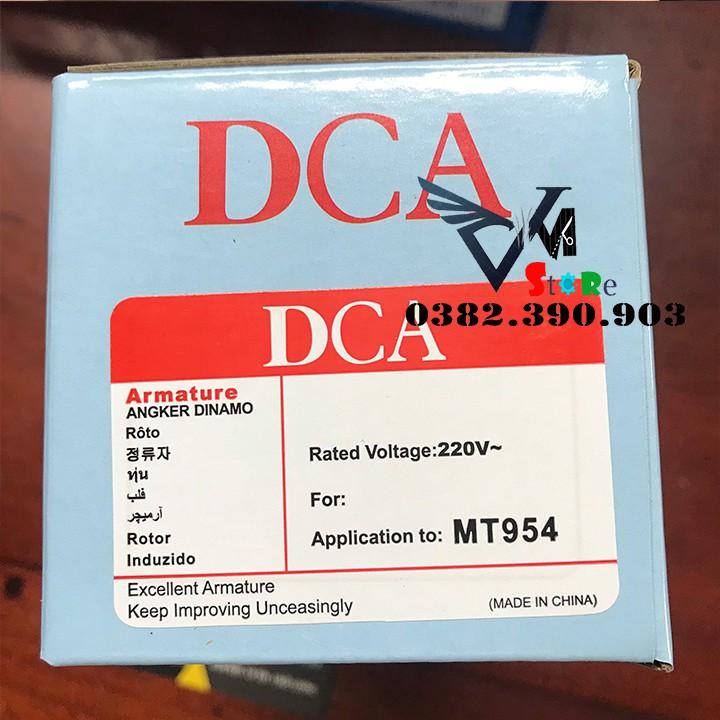 DCA
VM
StoRe
0382.390.903
DCA
Armature
ANGKER DINAMO
Rôto
정류자
ทุ่น
قلب
آرمیچر
Rotor
Induzido
Rated Voltage:220V~
For:
Application to: MT954
Excellent Armature
Keep Improving Unceasingly
(MADE IN CHINA)